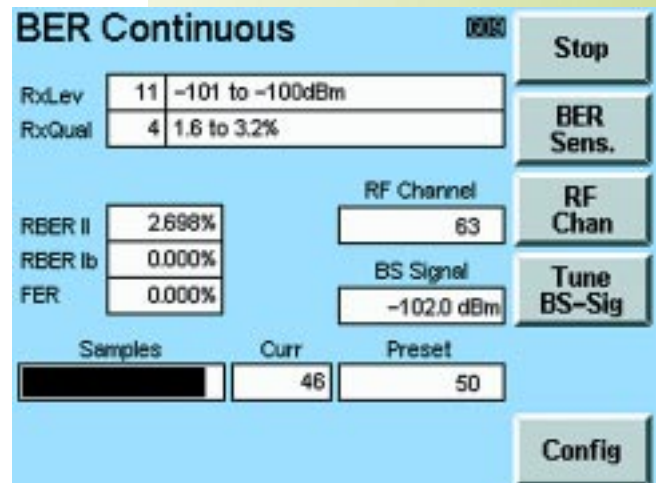 BER Continuous
G09
Stop
RxLev 11 -101 to -100dBm
RxQual 4 1.6 to 3.2%
BER
Sens.
RF Channel
RF
Chan
RBER II 2.698%
63
RBER Ib 0.000%
BS Signal
Tune
BS-Sig
FER 0.000%
-102.0 dBm
Samples Curr Preset
46 50
Config